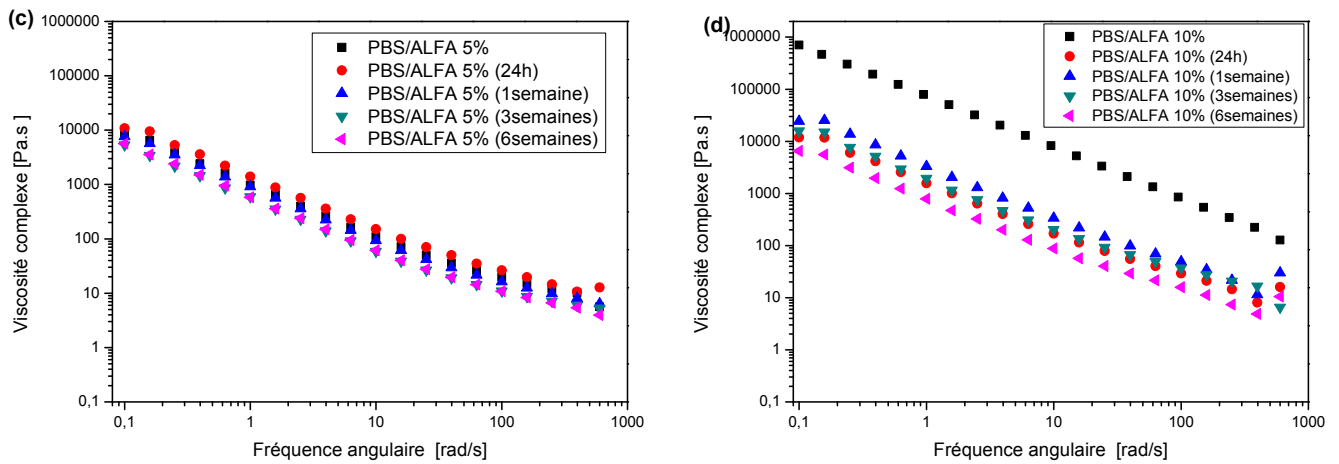 (c)
1000000
100000
10000
1000
100
10
1
0,1
Viscosité complexe [Pa.s]
PBS/ALFA 5%
PBS/ALFA 5% (24h)
PBS/ALFA 5% (1semaine)
PBS/ALFA 5% (3semaines)
PBS/ALFA 5% (6semaines)
0,1 1 10 100 1000
Fréquence angulaire [rad/s]
(d)
1000000
100000
10000
1000
100
10
1
0,1
Viscosité complexe [Pa.s]
PBS/ALFA 10%
PBS/ALFA 10% (24h)
PBS/ALFA 10% (1semaine)
PBS/ALFA 10% (3semaines)
PBS/ALFA 10% (6semaines)
0,1 1 10 100 1000
Fréquence angulaire [rad/s]